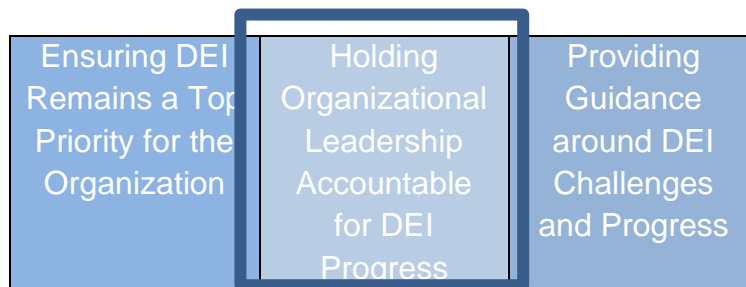 Ensuring DEI
Remains a Top
Priority for the
Organization
Holding
Organizational
Leadership
Accountable
for DEI
Progress
Providing
Guidance
around DEI
Challenges
and Progress